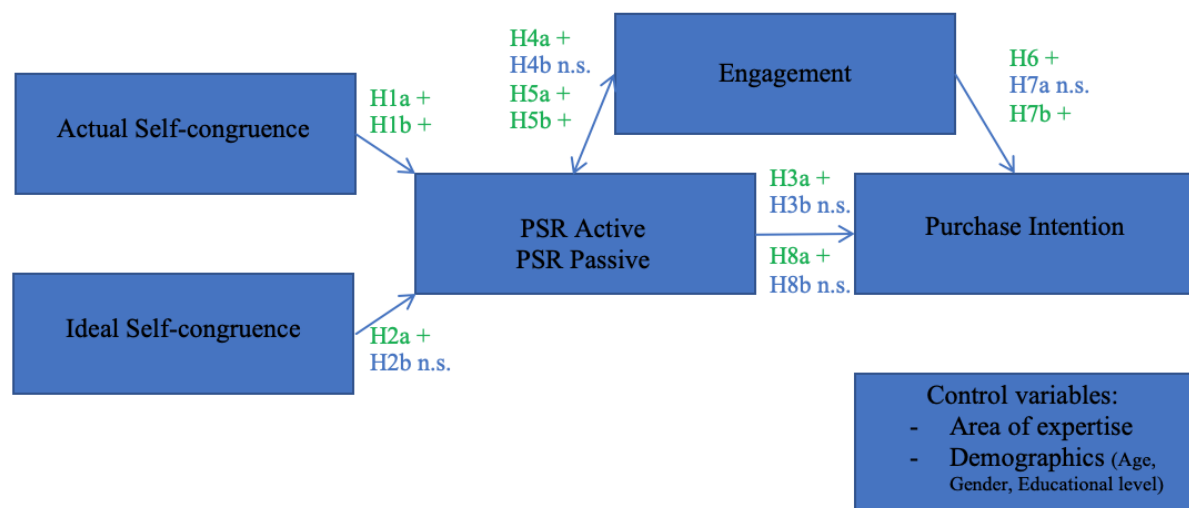 Actual Self-congruence
H1a +
H1b +
Ideal Self-congruence
H2a +
H2b n.s.
H4a +
H4b n.s.
H5a +
H5b +
PSR Active
PSR Passive
Engagement
H3a +
H3b n.s.
H8a +
H8b n.s.
H6 +
H7a n.s.
H7b +
Purchase Intention
Control variables:
- Area of expertise
- Demographics (Age,
Gender, Educational level)